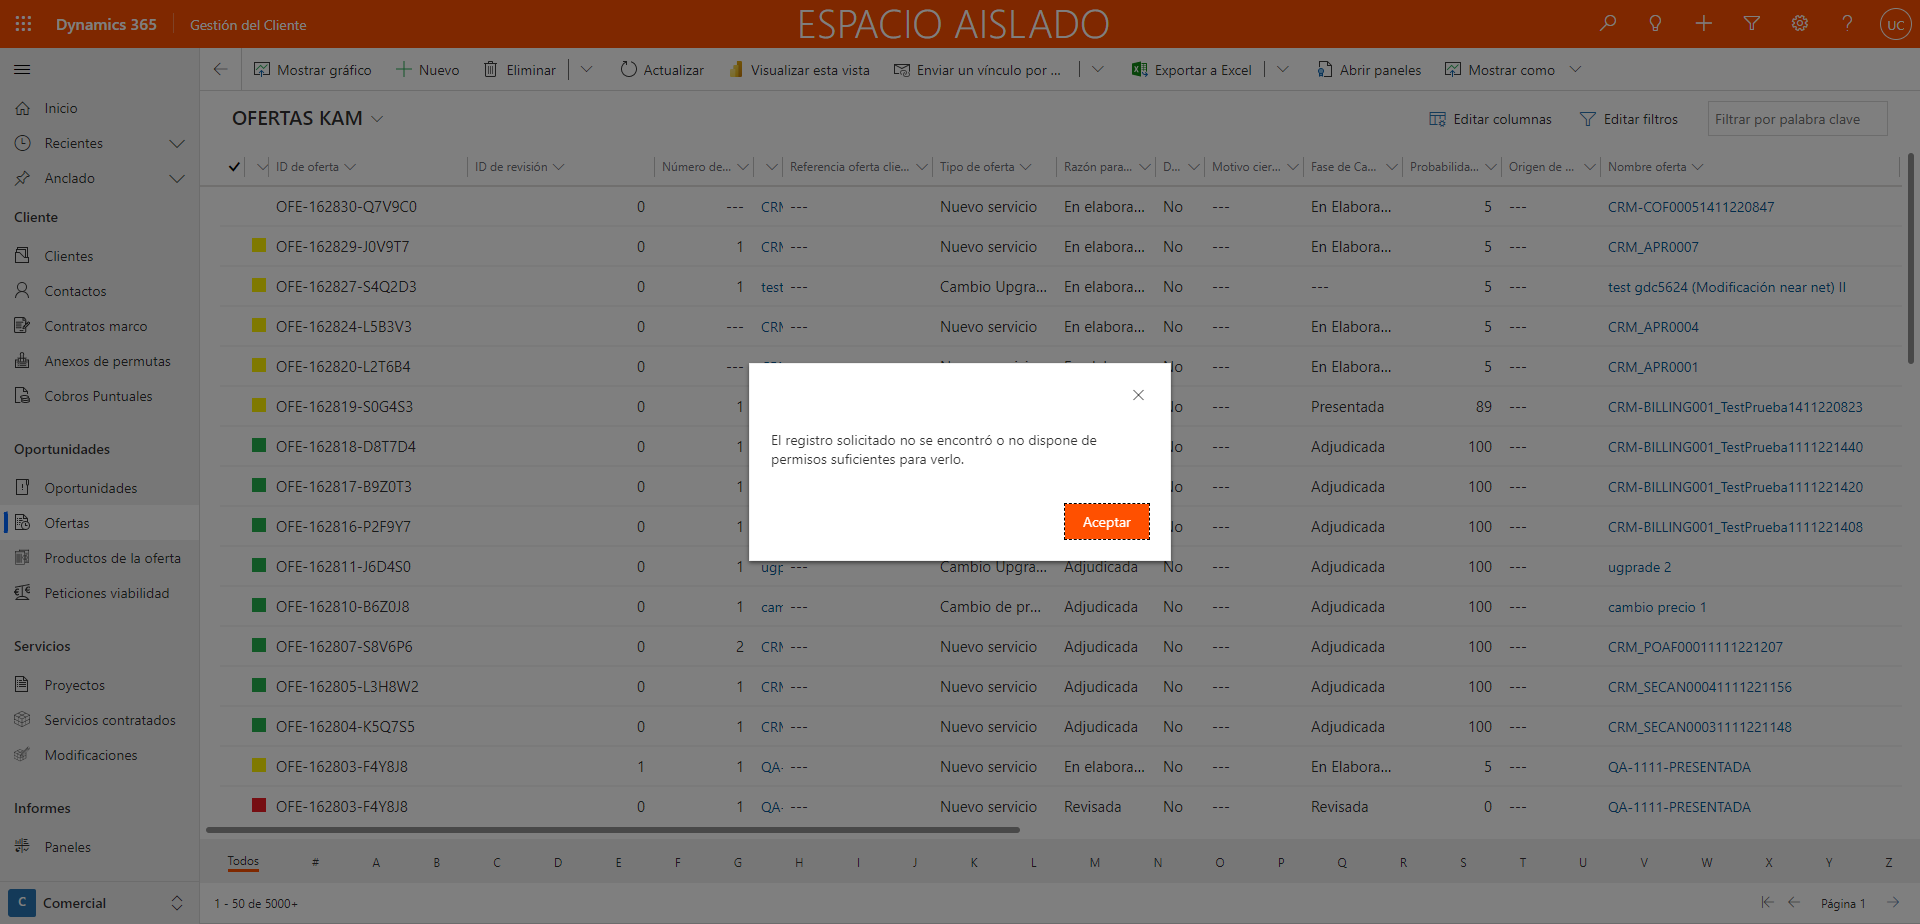 Dynamics 365
Gestión del Cliente
ESPACIO AISLADO
UC
Mostrar gráfico
Nuevo
Eliminar
Actualizar
Visualizar esta vista
Enviar un vínculo por ...
Exportar a Excel
Abrir paneles
Mostrar como
Inicio
Recientes
Anclado
Cliente
Clientes
Contactos
Contratos marco
Anexos de permutas
Cobros Puntuales
Oportunidades
Oportunidades
Ofertas
Productos de la oferta
Peticiones viabilidad
Servicios
Proyectos
Servicios contratados
Modificaciones
Informes
Paneles
C Comercial
OFERTAS KAM
Editar columnas
Editar filtros
Filtrar por palabra clave
ID de oferta ID de revisión Número de... Referencia oferta clie... Tipo de oferta Razón para... D... Motivo cier... Fase de Ca... Probabilida... Origen de ... Nombre oferta
OFE-162830-Q7V9C0 0 --- CRM --- Nuevo servicio En elabora... No --- En Elabora... 5 --- CRM-COF00051411220847
OFE-162829-J0V9T7 0 1 CRM --- Nuevo servicio En elabora... No --- En Elabora... 5 --- CRM_APR0007
OFE-162827-S4Q2D3 0 1 test --- Cambio Upgra... En elabora... No --- --- 5 --- test gdc5624 (Modificación near net) II
OFE-162824-L5B3V3 0 --- CRM --- Nuevo servicio En elabora... No --- En Elabora... 5 --- CRM_APR0004
OFE-162820-L2T6B4 0 --- --- En Elabora... 5 --- CRM_APR0001
OFE-162819-S0G4S3 0 1 --- Presentada 89 --- CRM-BILLING001_TestPrueba1411220823
OFE-162818-D8T7D4 0 1 --- Adjudicada 100 --- CRM-BILLING001_TestPrueba1111221440
OFE-162817-B9Z0T3 0 1 --- Adjudicada 100 --- CRM-BILLING001_TestPrueba1111221420
OFE-162816-P2F9Y7 0 1 --- Adjudicada 100 --- CRM-BILLING001_TestPrueba1111221408
OFE-162811-J6D4S0 0 1 ugp --- Cambio Upgra... Adjudicada No --- Adjudicada 100 --- ugprade 2
OFE-162810-B6Z0J8 0 1 cam --- Cambio de pr... Adjudicada No --- Adjudicada 100 --- cambio precio 1
OFE-162807-S8V6P6 0 2 CRM --- Nuevo servicio Adjudicada No --- Adjudicada 100 --- CRM_POAF00011111221207
OFE-162805-L3H8W2 0 1 CRM --- Nuevo servicio Adjudicada No --- Adjudicada 100 --- CRM_SECAN00041111221156
OFE-162804-K5Q7S5 0 1 CRM --- Nuevo servicio Adjudicada No --- Adjudicada 100 --- CRM_SECAN00031111221148
OFE-162803-F4Y8J8 1 1 QA- --- Nuevo servicio En elabora... No --- En Elabora... 5 --- QA-1111-PRESENTADA
OFE-162803-F4Y8J8 0 1 QA- --- Nuevo servicio Revisada No --- Revisada 0 --- QA-1111-PRESENTADA
El registro solicitado no se encontró o no dispone de
permisos suficientes para verlo.
Aceptar
Todos # A B C D E F G H I J K L M N O P Q R S T U V W X Y Z
1 - 50 de 5000+
Página 1